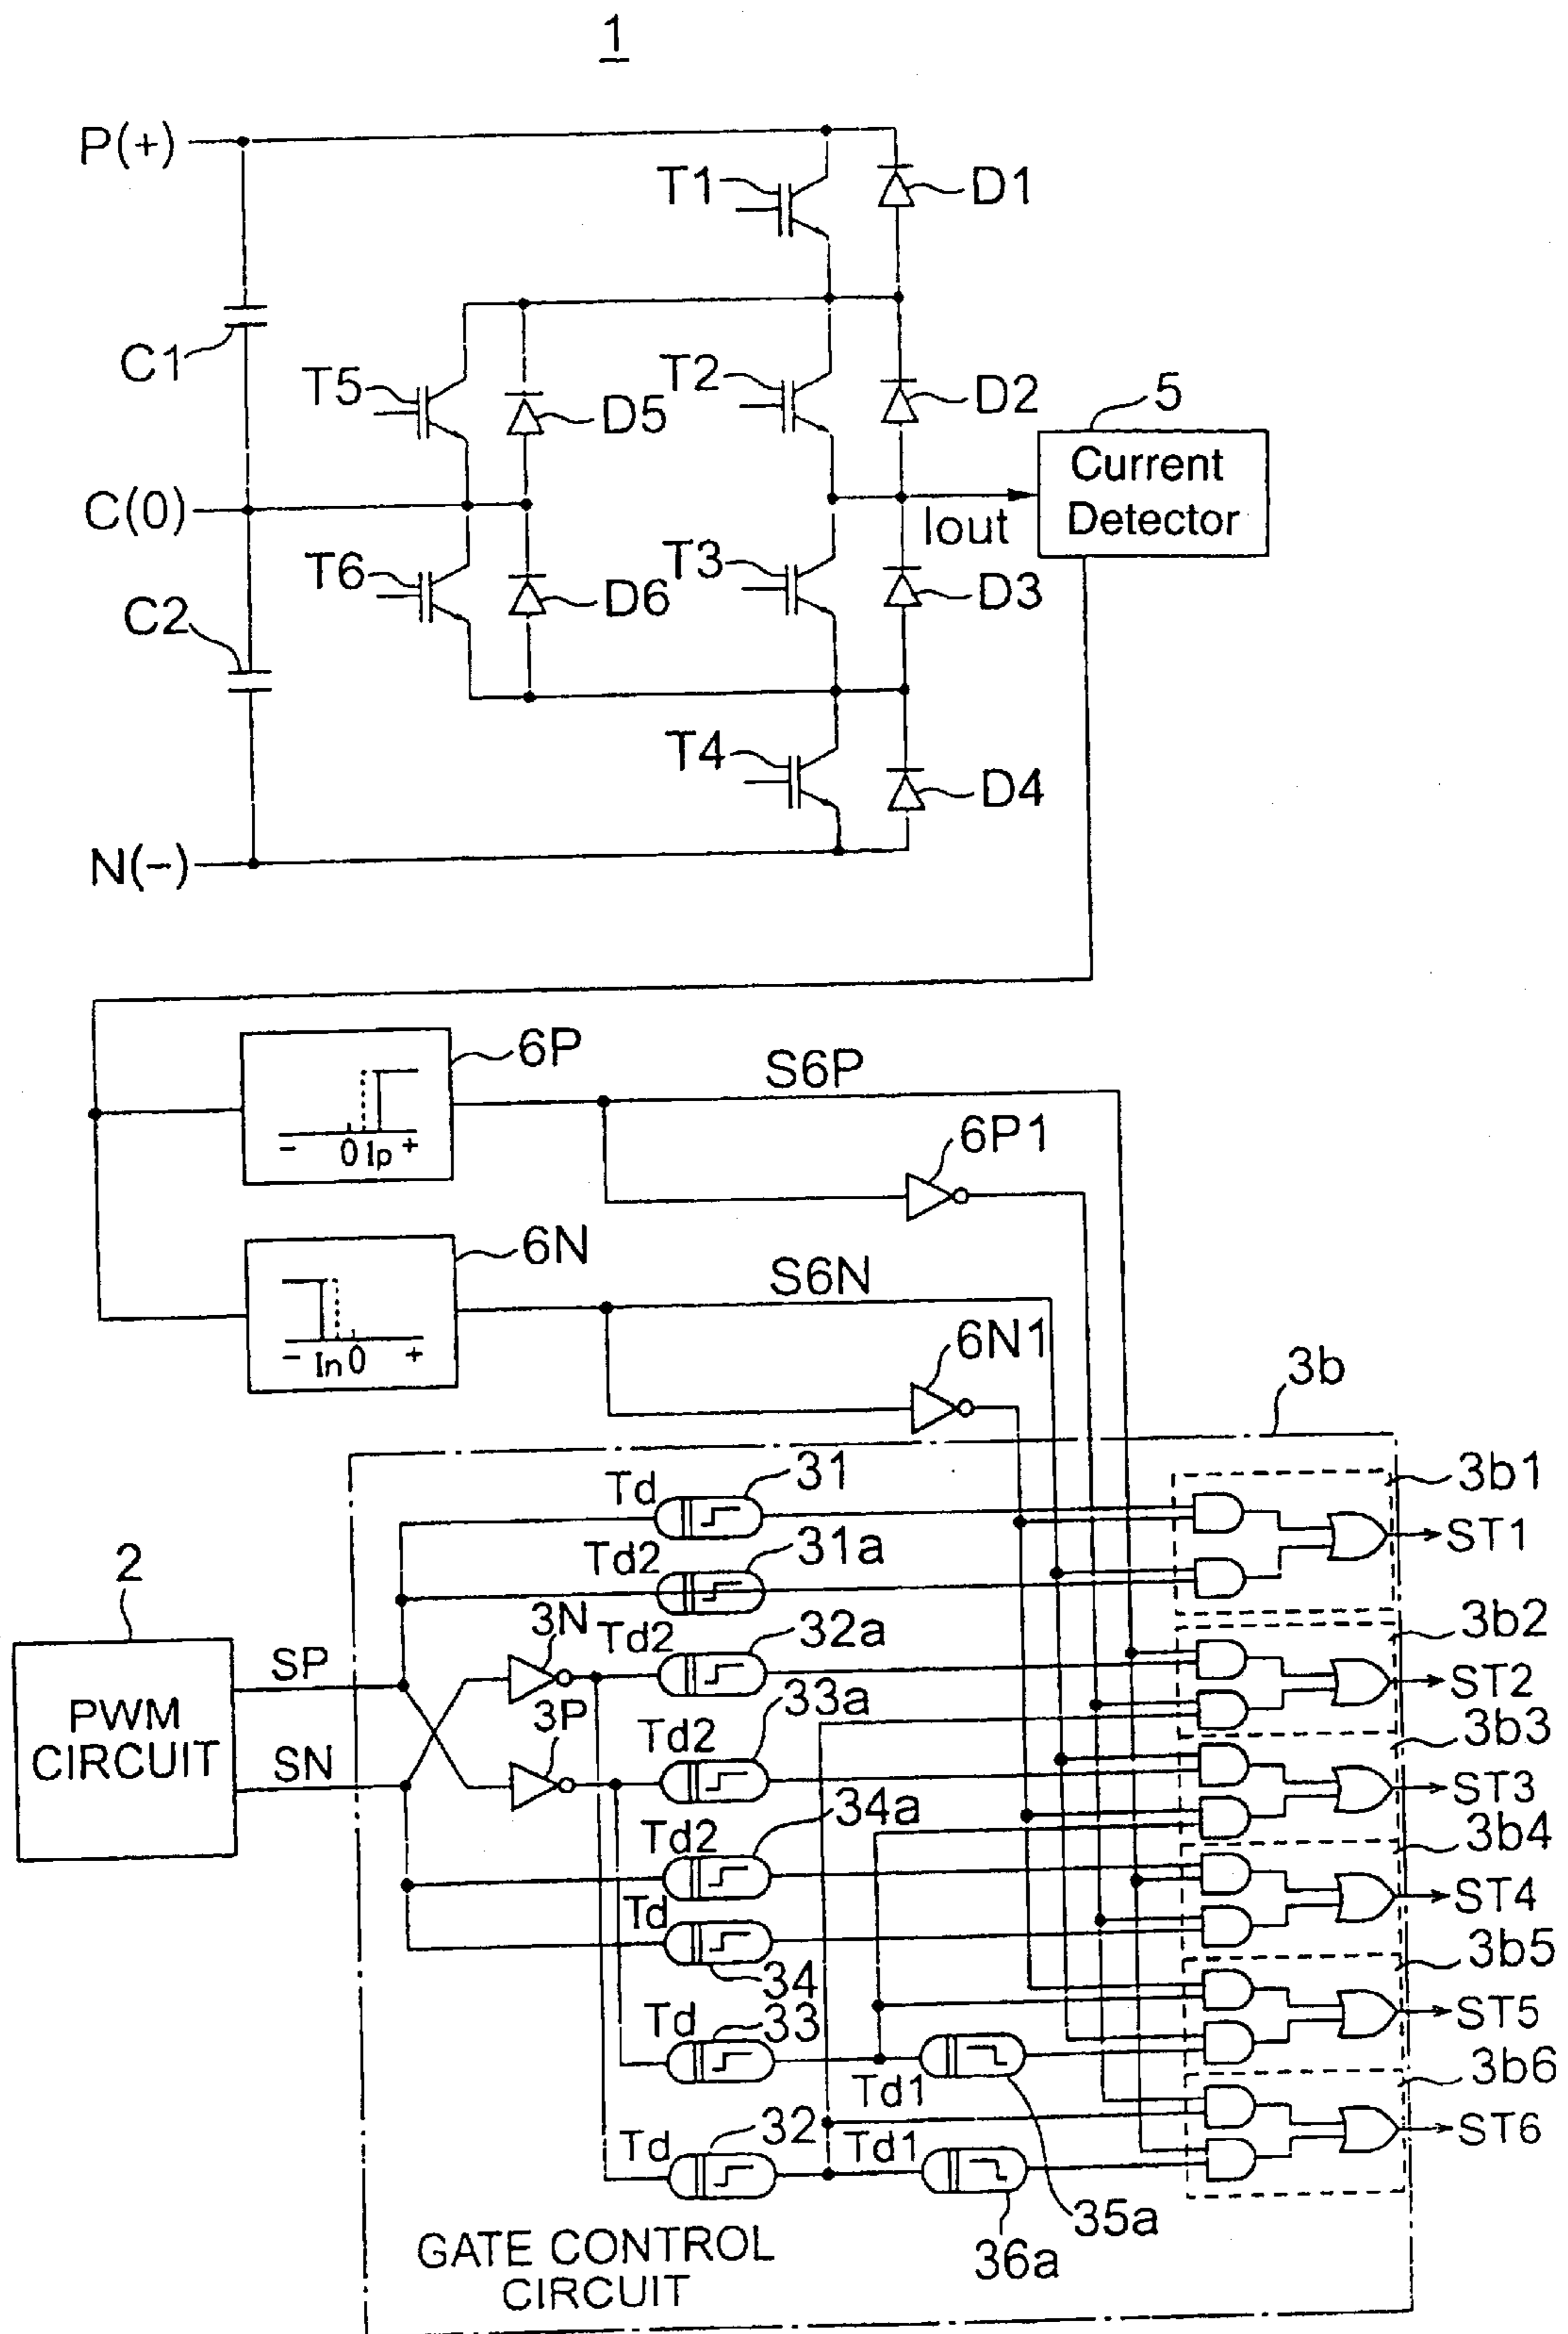 1
P(+)
T1
D1
C1
T5
D5
T2
D2
5
Current
Detector
C(0)
Iout
T6
D6
T3
D3
C2
T4
D4
N(−)
6P
S6P
- 0 Ip +
6P1
6N
S6N
- In 0 +
6N1
3b
Td
31
3b1
ST1
2
Td2
31a
3N
Td2
32a
3b2
SP
ST2
PWM
CIRCUIT
3P
33a
Td2
3b3
SN
ST3
34a
Td2
3b4
Td
ST4
34
3b5
Td
33
ST5
Td1
3b6
Td
32
Td1
ST6
35a
36a
GATE CONTROL
CIRCUIT